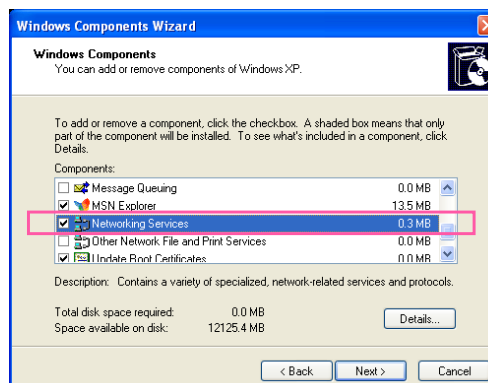 Windows Components Wizard
Windows Components
You can add or remove components of Windows XP.
To add or remove a component, click the checkbox. A shaded box means that only
part of the component will be installed. To see what's included in a component, click
Details.
Components:
Message Queuing 0.0 MB
MSN Explorer 13.5 MB
Networking Services 0.3 MB
Other Network File and Print Services 0.0 MB
Update Root Certificates 0.0 MB
Description: Contains a variety of specialized, network-related services and protocols.
Total disk space required: 0.0 MB
Space available on disk: 12125.4 MB
Details...
< Back Next > Cancel